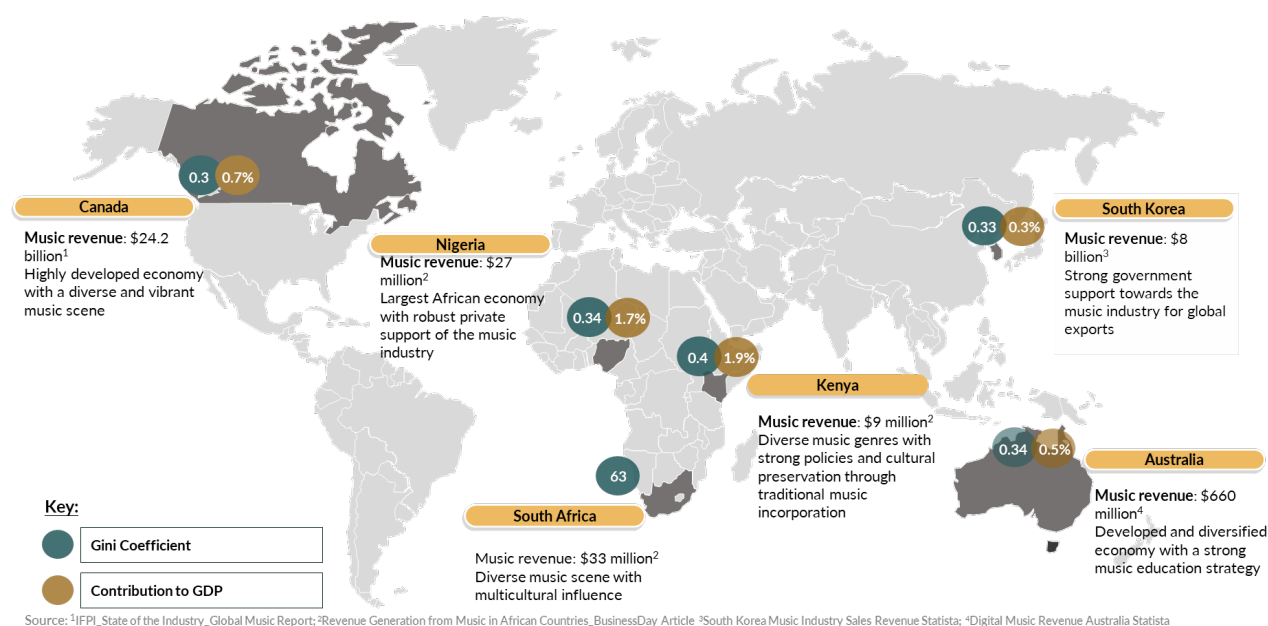 0.3
0.7%
Canada
Music revenue: $24.2
billion1
Highly developed economy
with a diverse and vibrant
music scene
Nigeria
Music revenue: $27
million2
Largest African economy
with robust private
support of the music
industry
0.34
1.7%
0.4
1.9%
Kenya
Music revenue: $9 million2
Diverse music genres with
strong policies and cultural
preservation through
traditional music
incorporation
0.33
0.3%
South Korea
Music revenue: $8
billion3
Strong government
support towards the
music industry for global
exports
0.34
0.5%
Australia
Music revenue: $660
million4
Developed and diversified
economy with a strong
music education strategy
63
South Africa
Music revenue: $33 million2
Diverse music scene with
multicultural influence
Key:
Gini Coefficient
Contribution to GDP
Source: 1IFPI_State of the Industry_Global Music Report; 2Revenue Generation from Music in African Countries_BusinessDay Article 3South Korea Music Industry Sales Revenue Statista; 4Digital Music Revenue Australia Statista